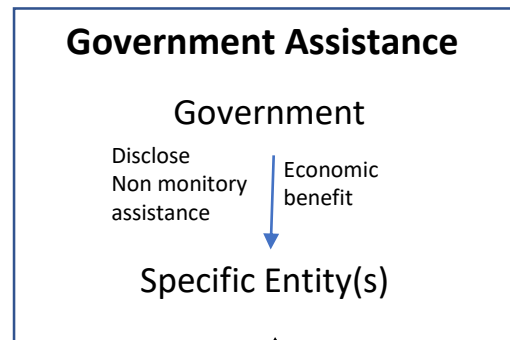 Government Assistance
Government
Disclose
Non monitory
assistance
Economic
benefit
Specific Entity(s)